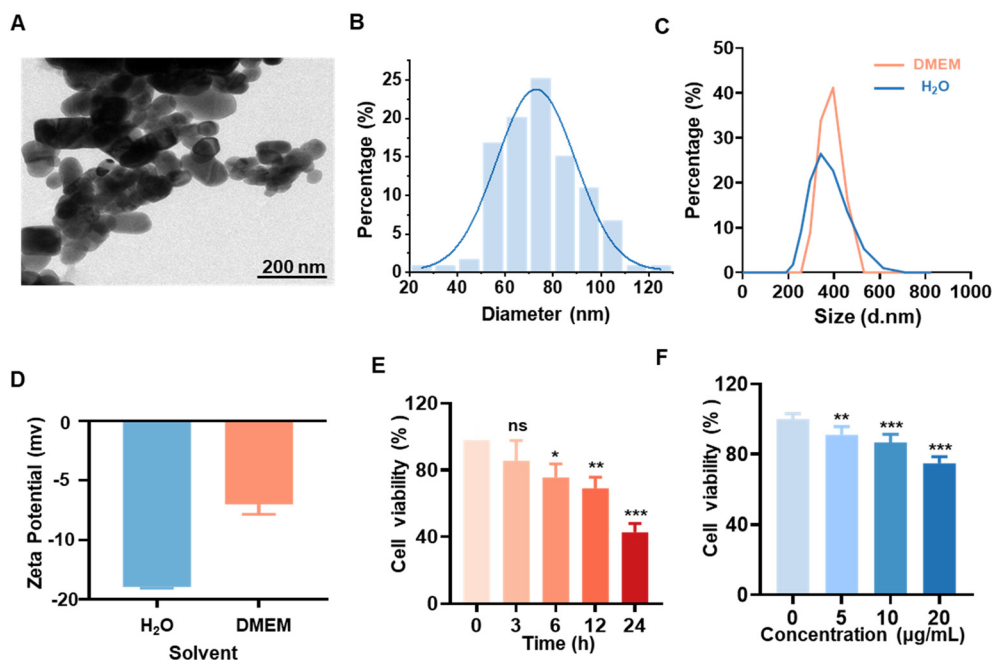 A
200 nm
B
Percentage (%)
25
20
15
10
5
0
20 40 60 80 100 120
Diameter (nm)
C
Percentage (%)
50
40
30
20
10
0
0 200 400 600 800 1000
Size (d.nm)
DMEM
H₂O
D
Zeta Potential (mv)
0
-5
-10
-20
H₂O DMEM
Solvent
E
Cell viability (%)
120
80
40
0
ns
*
**
***
0 3 6 12 24
Time (h)
F
Cell viability (%)
120
80
40
0
**
***
***
0 5 10 20
Concentration (μg/mL)